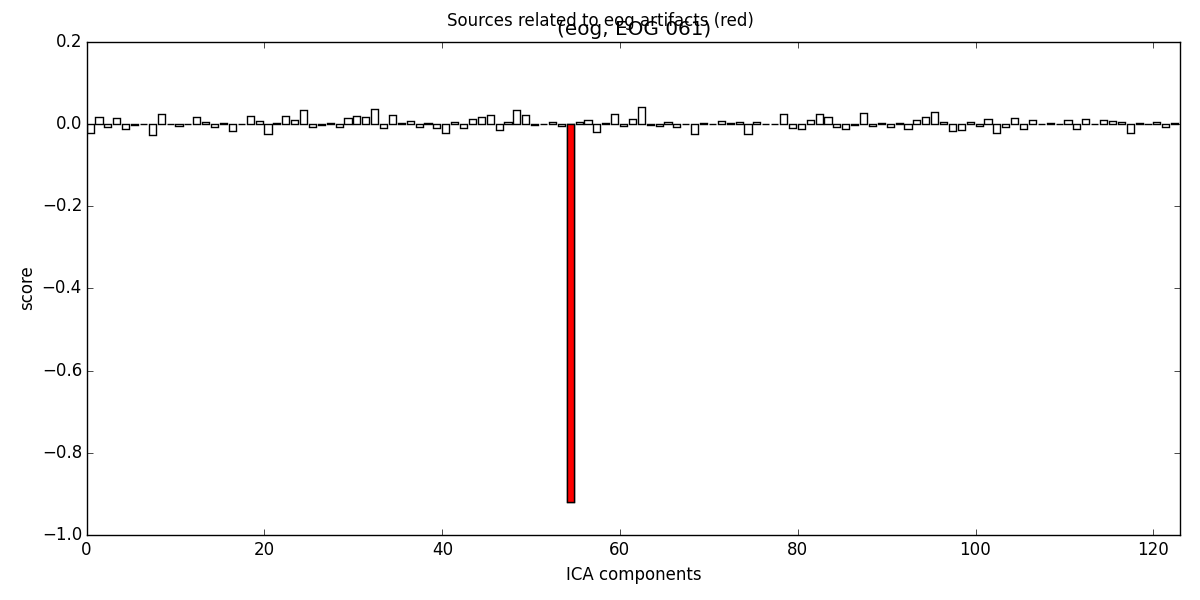 Sources related to eog artifacts (red)
(eog, EOG 061)
0.2
0.0
−0.2
−0.4
−0.6
−0.8
−1.0
score
0 20 40 60 80 100 120
ICA components